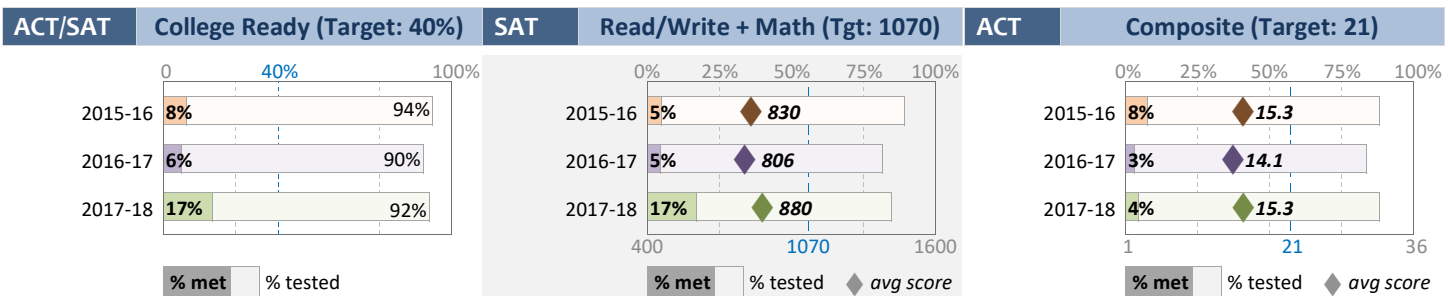 ACT/SAT College Ready (Target: 40%)
0 40% 100%
2015-16 8% 94%
2016-17 6% 90%
2017-18 17% 92%
% met % tested
SAT Read/Write + Math (Tgt: 1070)
0% 25% 50% 75% 100%
2015-16 5% 830
2016-17 5% 806
2017-18 17% 880
400 1070 1600
% met % tested avg score
ACT Composite (Target: 21)
0% 25% 50% 75% 100%
2015-16 8% 15.3
2016-17 3% 14.1
2017-18 4% 15.3
1 21 36
% met % tested avg score